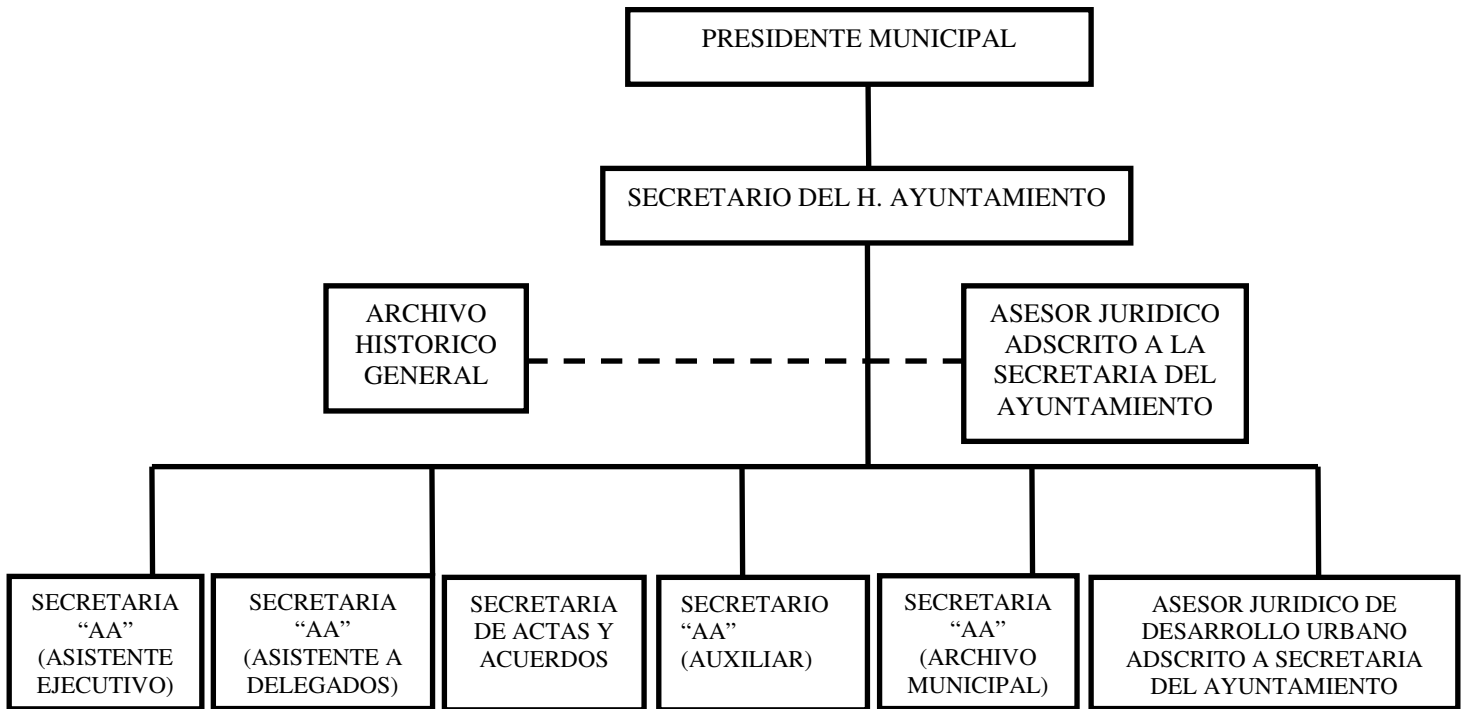 PRESIDENTE MUNICIPAL
SECRETARIO DEL H. AYUNTAMIENTO
ARCHIVO
HISTORICO
GENERAL
ASESOR JURIDICO
ADSCRITO A LA
SECRETARIA DEL
AYUNTAMIENTO
SECRETARIA
“AA”
(ASISTENTE
EJECUTIVO)
SECRETARIA
“AA”
(ASISTENTE A
DELEGADOS)
SECRETARIA
DE ACTAS Y
ACUERDOS
SECRETARIO
“AA”
(AUXILIAR)
SECRETARIA
“AA”
(ARCHIVO
MUNICIPAL)
ASESOR JURIDICO DE
DESARROLLO URBANO
ADSCRITO A SECRETARIA
DEL AYUNTAMIENTO